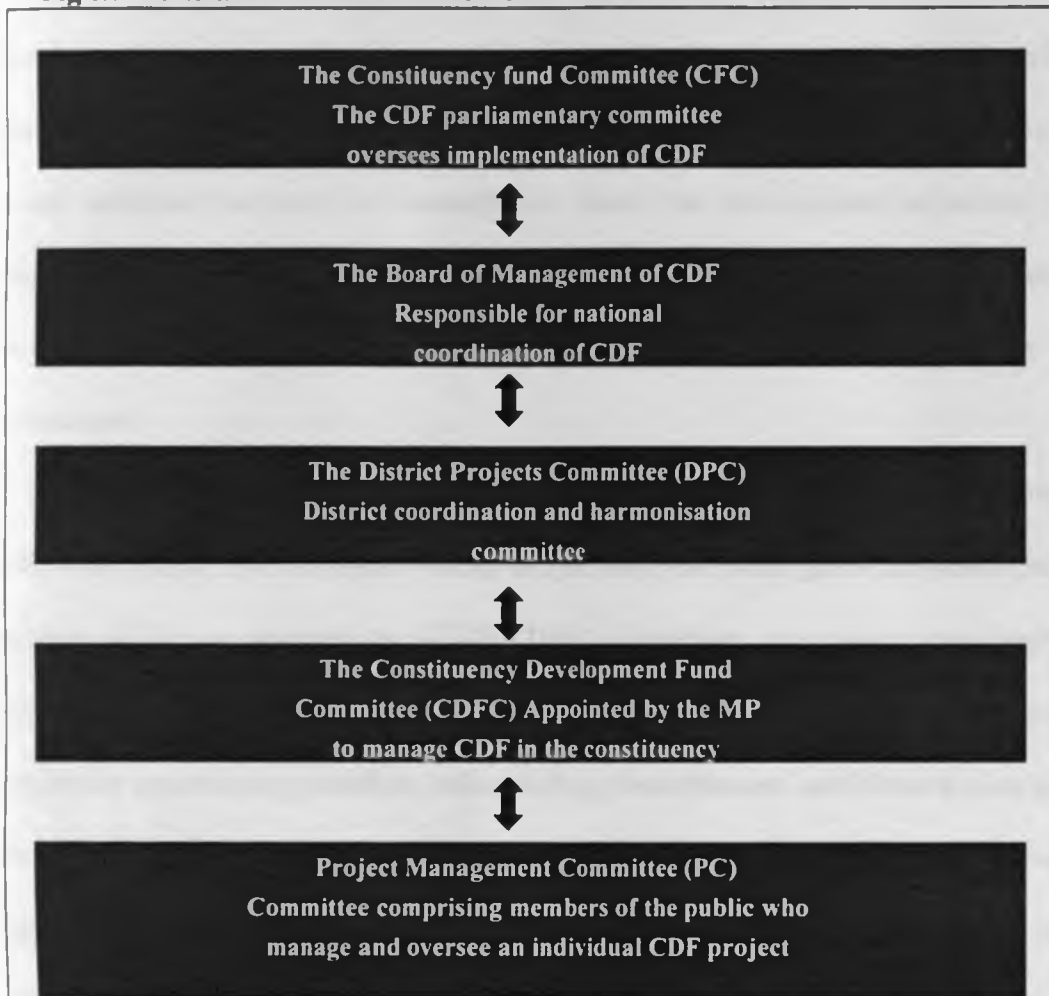 The Constituency fund Committee (CFC)
The CDF parliamentary committee
oversees implementation of CDF
The Board of Management of CDF
Responsible for national
coordination of CDF
The District Projects Committee (DPC)
District coordination and harmonisation
committee
The Constituency Development Fund
Committee (CDFC) Appointed by the MP
to manage CDF in the constituency
Project Management Committee (PC)
Committee comprising members of the public who
manage and oversee an individual CDF project